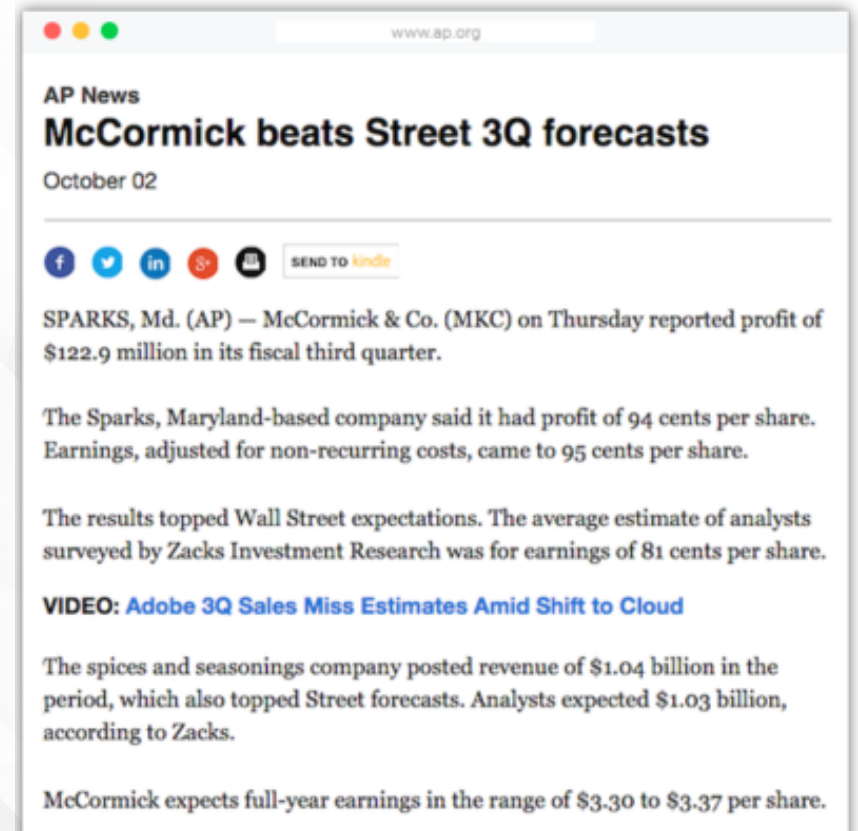 www.ap.org
AP News
McCormick beats Street 3Q forecasts
October 02
f in 8+ SEND TO kindle
SPARKS, Md. (AP) — McCormick & Co. (MKC) on Thursday reported profit of
$122.9 million in its fiscal third quarter.
The Sparks, Maryland-based company said it had profit of 94 cents per share.
Earnings, adjusted for non-recurring costs, came to 95 cents per share.
The results topped Wall Street expectations. The average estimate of analysts
surveyed by Zacks Investment Research was for earnings of 81 cents per share.
VIDEO: Adobe 3Q Sales Miss Estimates Amid Shift to Cloud
The spices and seasonings company posted revenue of $1.04 billion in the
period, which also topped Street forecasts. Analysts expected $1.03 billion,
according to Zacks.
McCormick expects full-year earnings in the range of $3.30 to $3.37 per share.